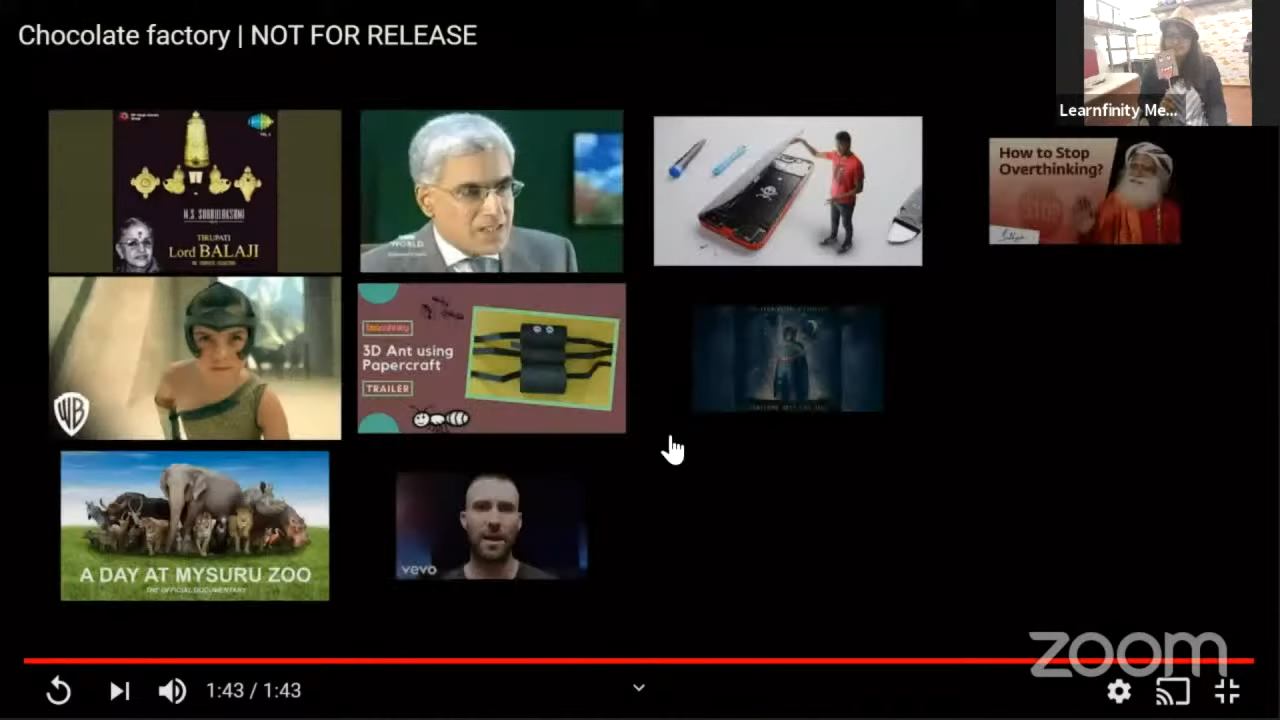 Chocolate factory | NOT FOR RELEASE
Learnfinity Me...
M.S. SUBBULAKSHMI
TIRUPATI
Lord BALAJI
WORLD
How to Stop
Overthinking?
3D Ant using
Papercraft
TRAILER
WB
A DAY AT MYSURU ZOO
THE OFFICIAL DOCUMENTARY
vevo
zoom
1:43 / 1:43